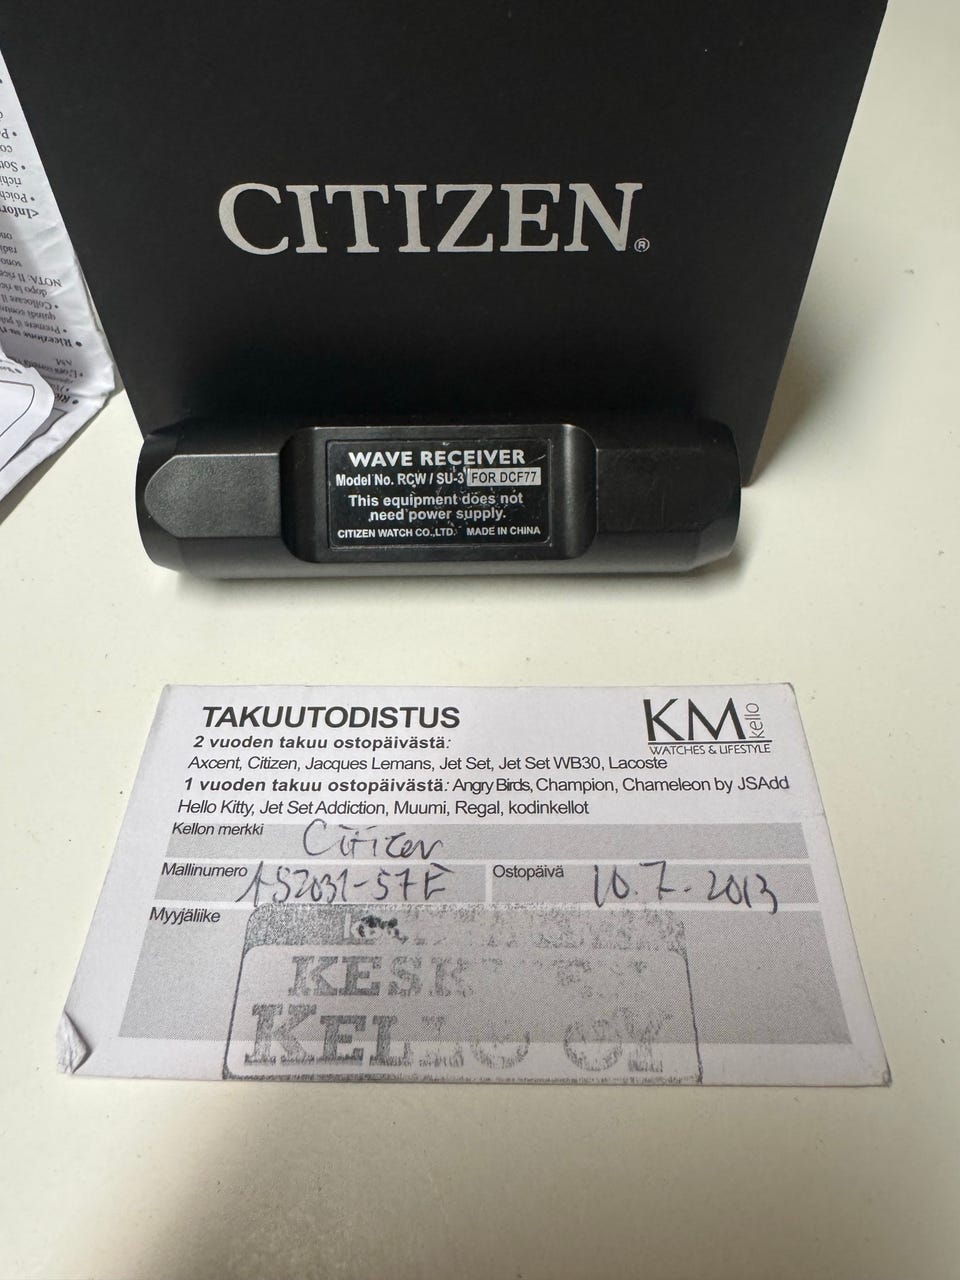 CITIZEN®
WAVE RECEIVER
Model No. RCW / SU-3 FOR DCF77
This equipment does not
need power supply.
CITIZEN WATCH CO.,LTD. MADE IN CHINA
TAKUUTODISTUS
KM kello
WATCHES & LIFESTYLE
2 vuoden takuu ostopäivästä:
Axcent, Citizen, Jacques Lemans, Jet Set, Jet Set WB30, Lacoste
1 vuoden takuu ostopäivästä: Angry Birds, Champion, Chameleon by JSAdd
Hello Kitty, Jet Set Addiction, Muumi, Regal, kodinkellot
Kellon merkki Citizen
Mallinumero AS2031-57E Ostopäivä 10.7.2013
Myyjäliike
KELLO OY